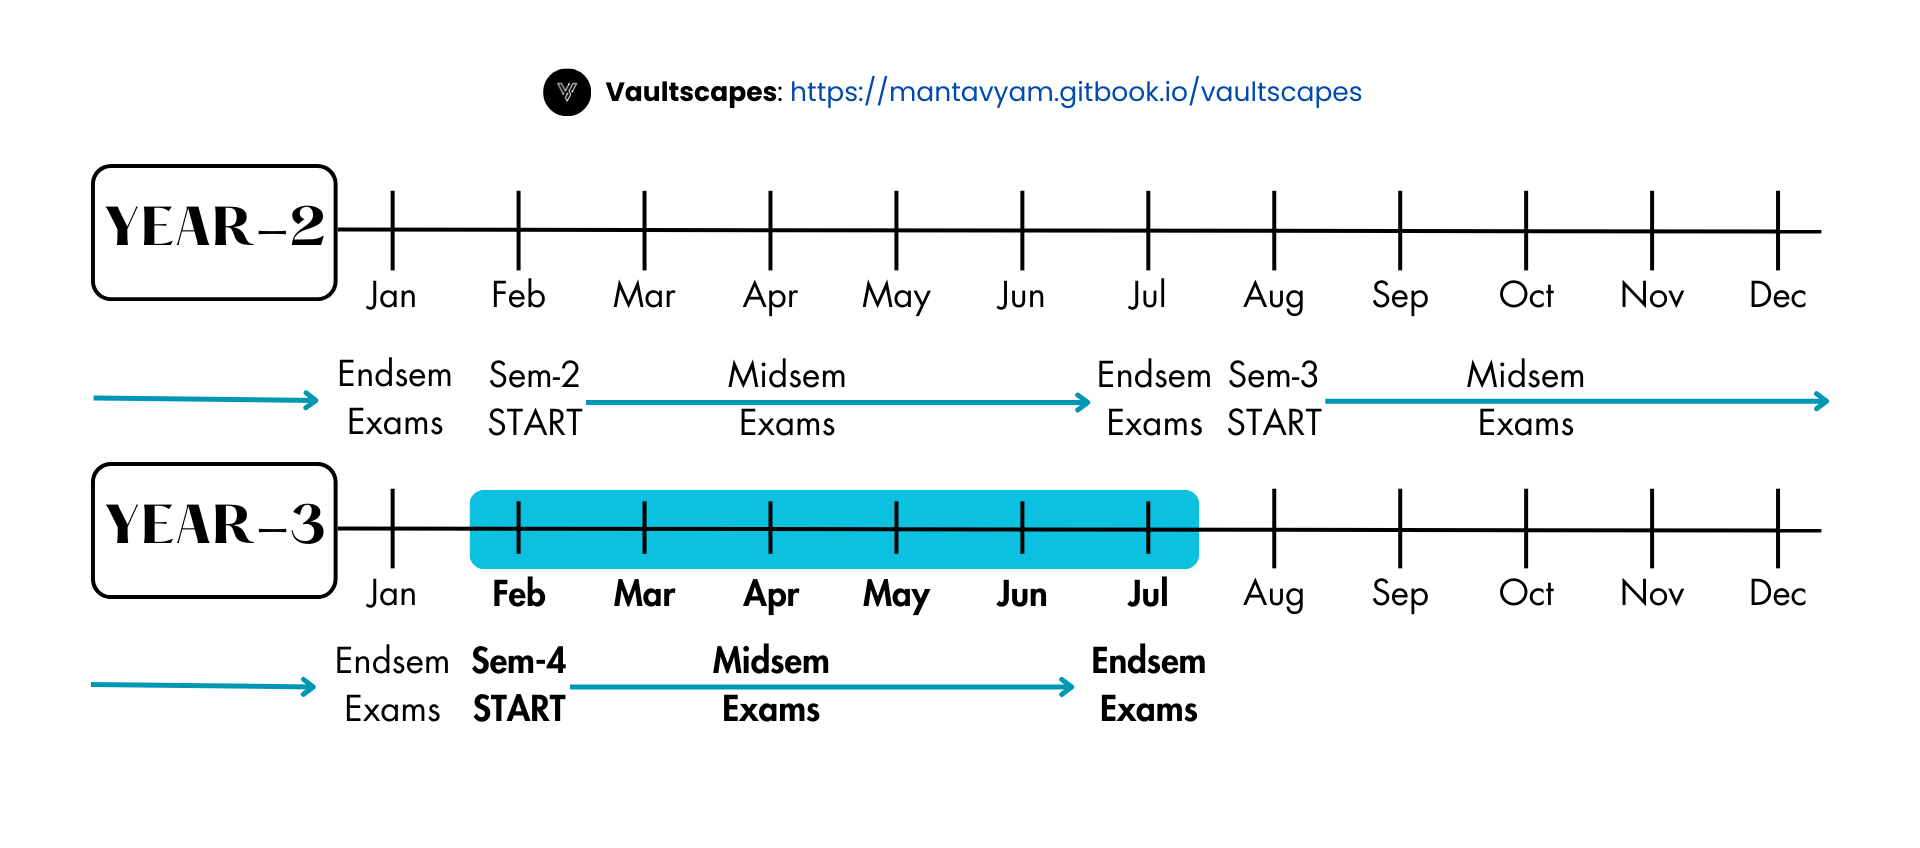 Vaultscapes: https://mantavyam.gitbook.io/vaultscapes
YEAR-2
Jan Feb Mar Apr May Jun Jul Aug Sep Oct Nov Dec
Endsem Sem-2 Midsem Endsem Sem-3 Midsem
Exams START Exams Exams START Exams
YEAR-3
Jan Feb Mar Apr May Jun Jul Aug Sep Oct Nov Dec
Endsem Sem-4 Midsem Endsem
Exams START Exams Exams